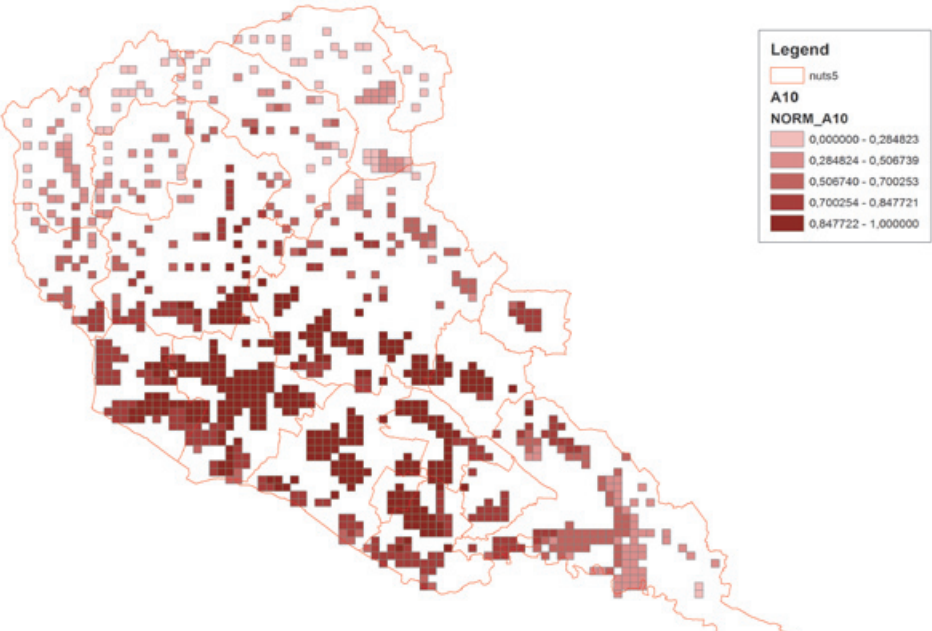 Legend
nuts5
A10
NORM_A10
0,000000 - 0,284823
0,284824 - 0,506739
0,506740 - 0,700253
0,700254 - 0,847721
0,847722 - 1,000000